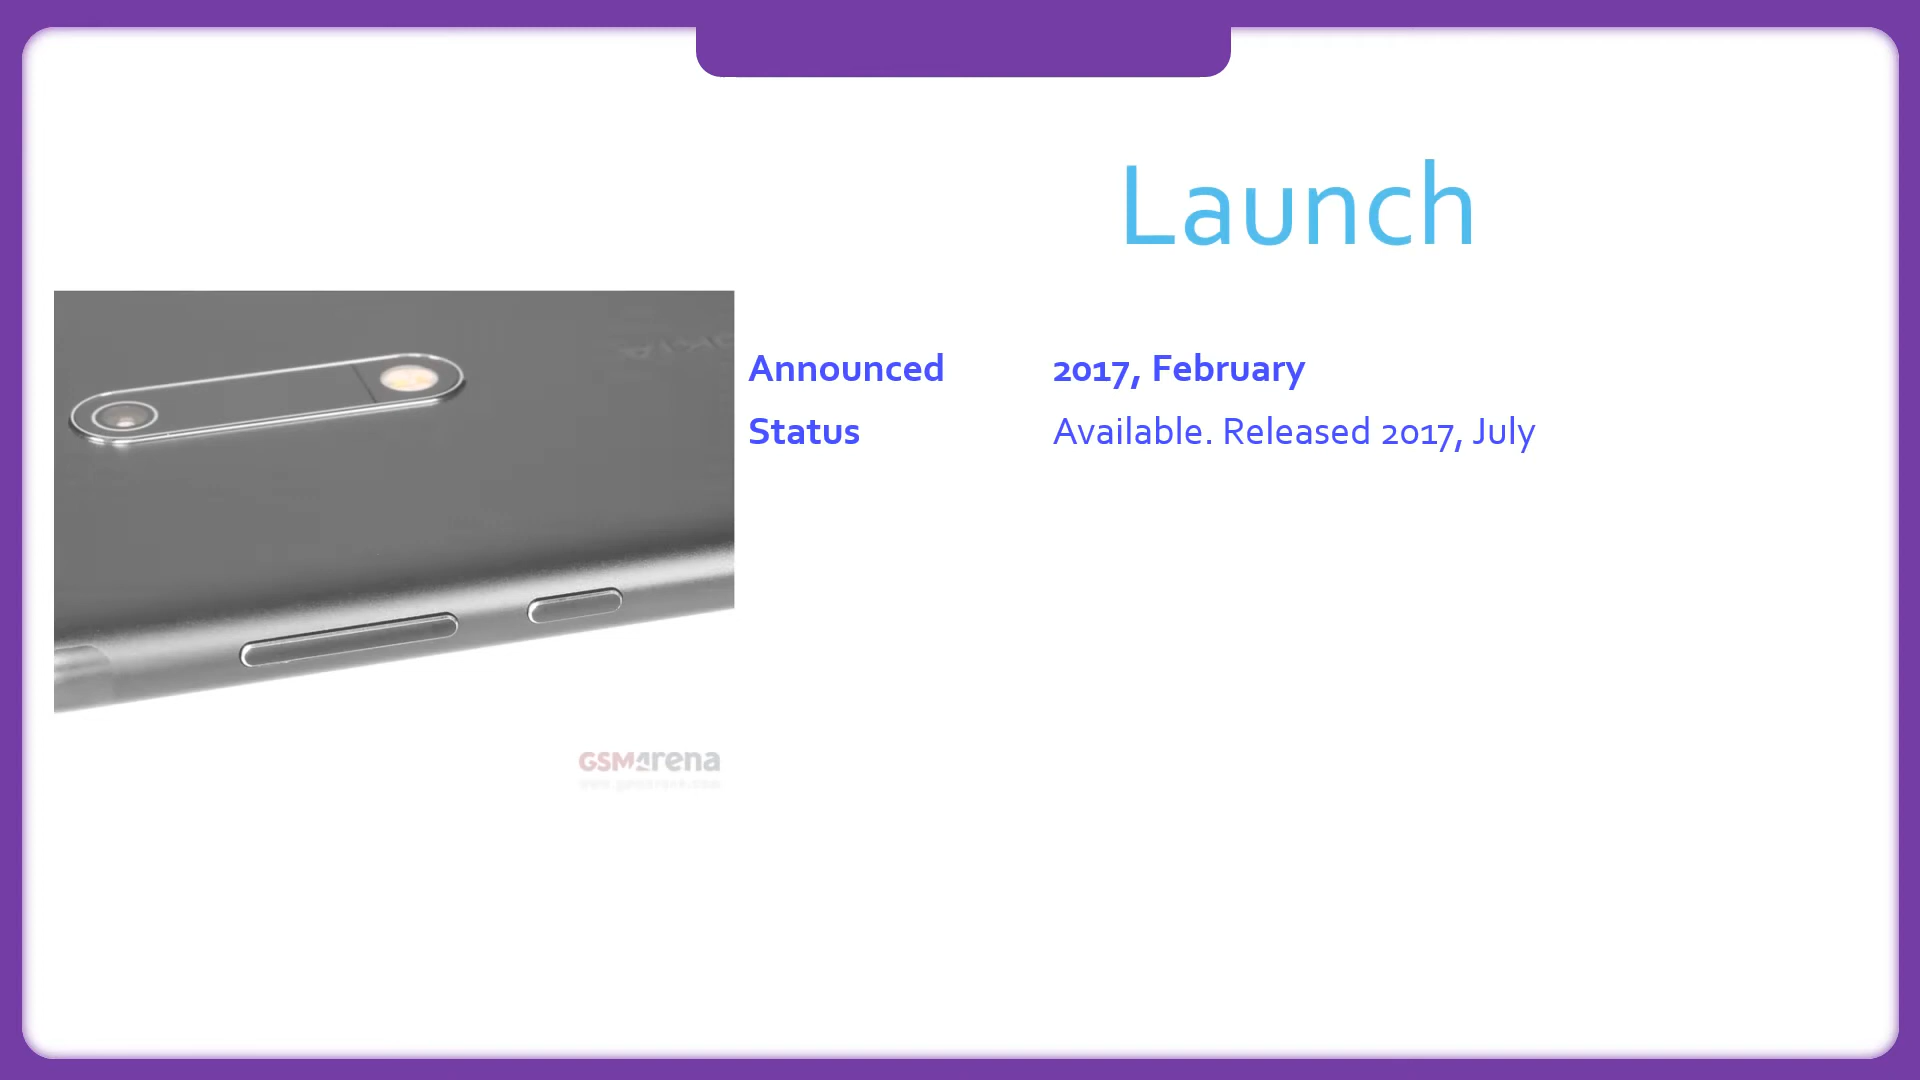 Launch
Announced 2017, February
Status Available. Released 2017, July
GSMarena